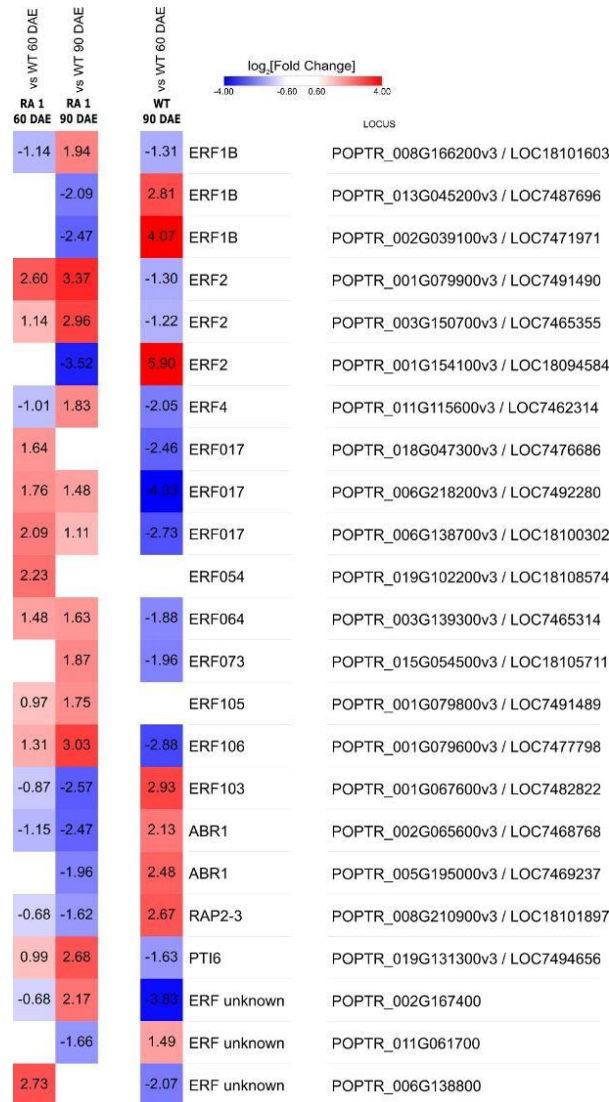 vs WT 60 DAE
vs WT 90 DAE
vs WT 60 DAE
log2[Fold Change]
-4.00 -0.60 0.60 4.00
RA 1 60 DAE
RA 1 90 DAE
WT 90 DAE
LOCUS
-1.14 1.94 -1.31 ERF1B POPTR_008G166200v3 / LOC18101603
-2.09 2.81 ERF1B POPTR_013G045200v3 / LOC7487696
-2.47 4.07 ERF1B POPTR_002G039100v3 / LOC7471971
2.60 3.37 -1.30 ERF2 POPTR_001G079900v3 / LOC7491490
1.14 2.96 -1.22 ERF2 POPTR_003G150700v3 / LOC7465355
-3.52 5.90 ERF2 POPTR_001G154100v3 / LOC18094584
-1.01 1.83 -2.05 ERF4 POPTR_011G115600v3 / LOC7462314
1.64 -2.46 ERF017 POPTR_018G047300v3 / LOC7476686
1.76 1.48 -4.33 ERF017 POPTR_006G218200v3 / LOC7492280
2.09 1.11 -2.73 ERF017 POPTR_006G138700v3 / LOC18100302
2.23 ERF054 POPTR_019G102200v3 / LOC18108574
1.48 1.63 -1.88 ERF064 POPTR_003G139300v3 / LOC7465314
1.87 -1.96 ERF073 POPTR_015G054500v3 / LOC18105711
0.97 1.75 ERF105 POPTR_001G079800v3 / LOC7491489
1.31 3.03 -2.88 ERF106 POPTR_001G079600v3 / LOC7477798
-0.87 -2.57 2.93 ERF103 POPTR_001G067600v3 / LOC7482822
-1.15 -2.47 2.13 ABR1 POPTR_002G065600v3 / LOC7468768
-1.96 2.48 ABR1 POPTR_005G195000v3 / LOC7469237
-0.68 -1.62 2.67 RAP2-3 POPTR_008G210900v3 / LOC18101897
0.99 2.68 -1.63 PTI6 POPTR_019G131300v3 / LOC7494656
-0.68 2.17 -3.83 ERF unknown POPTR_002G167400
-1.66 1.49 ERF unknown POPTR_011G061700
2.73 -2.07 ERF unknown POPTR_006G138800